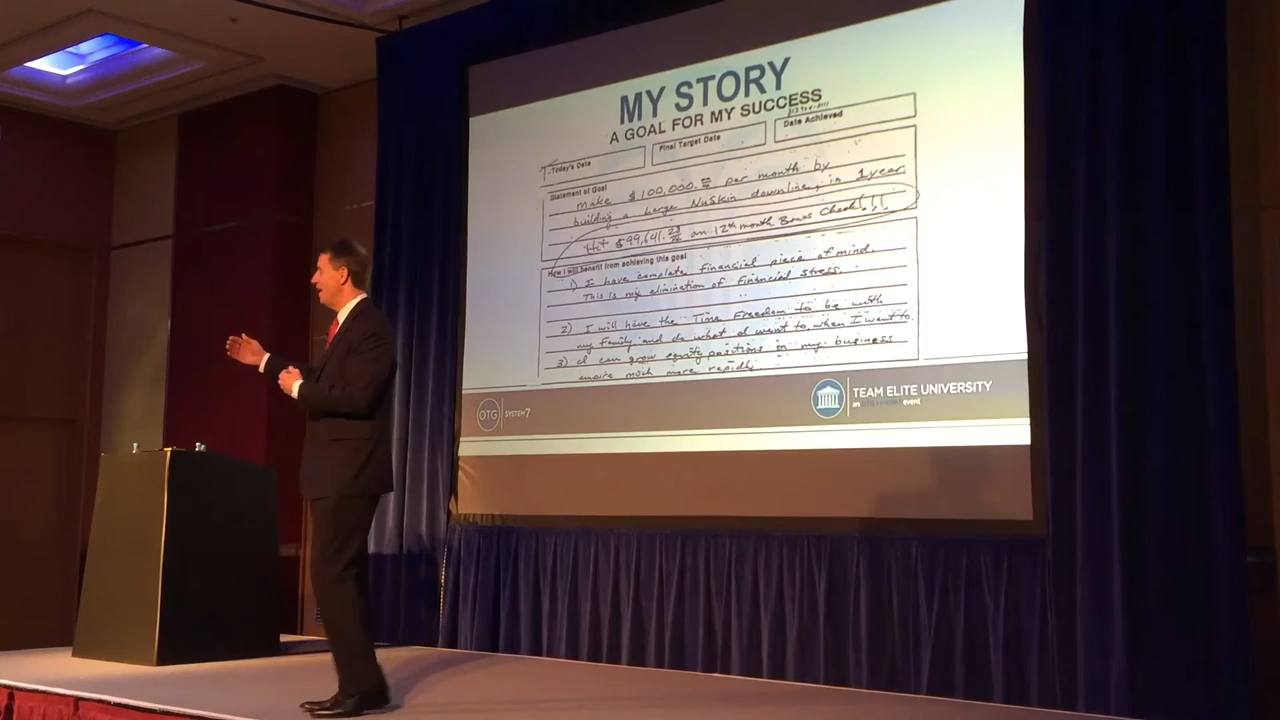 MY STORY
A GOAL FOR MY SUCCESS
Today's Date
Final Target Date
Date Achieved
Statement of Goal
Make $100,000.00/xx per month by
building a Large NuSkin downline, in 1 year
Hit $99,641.23/xx on 12th month Bonus Check!!!
How I will benefit from achieving this goal
1) I have complete financial piece of mind.
This is my elimination of financial stress.
2) I will have the Time Freedom to be with
my family and do what I want to, when I want to.
3) I can grow equity positions in my business
empire much more rapidly.
OTG
SYSTEM7
TEAM ELITE UNIVERSITY
an
event